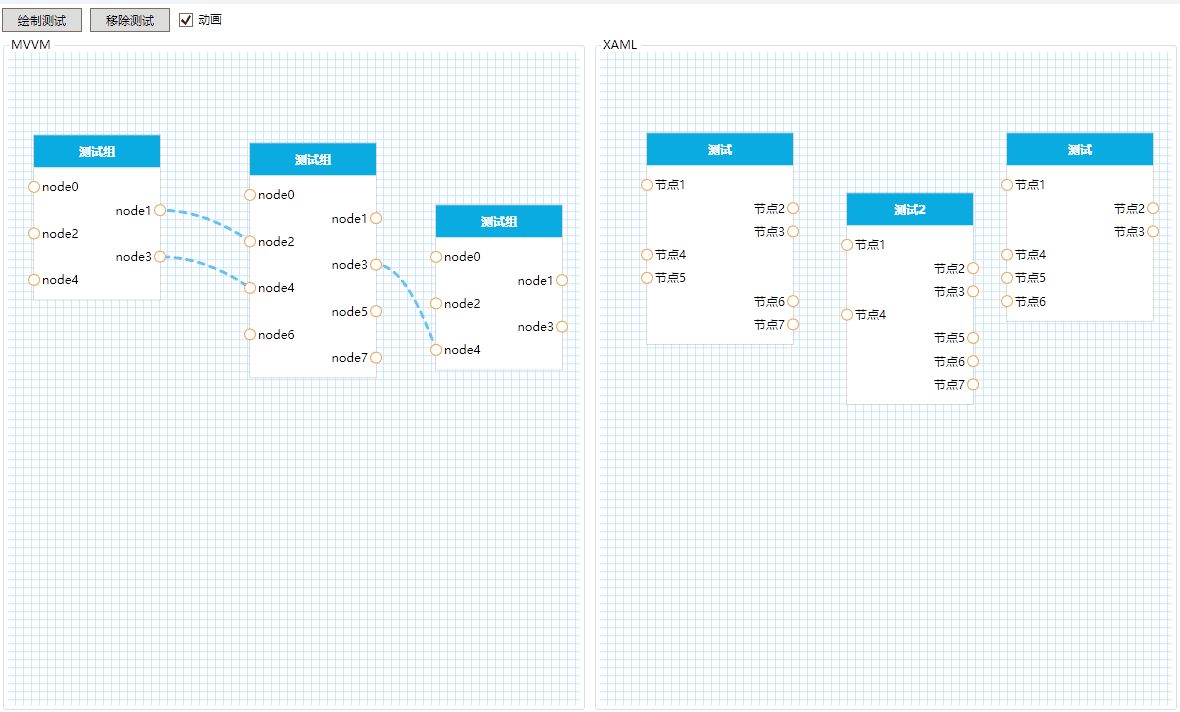 绘制测试 移除测试 动画
MVVM
测试组
node0
node1
node2
node3
node4
测试组
node0
node1
node2
node3
node4
node5
node6
node7
测试组
node0
node1
node2
node3
node4
XAML
测试
节点1
节点2
节点3
节点4
节点5
节点6
节点7
测试2
节点1
节点2
节点3
节点4
节点5
节点6
节点7
测试
节点1
节点2
节点3
节点4
节点5
节点6